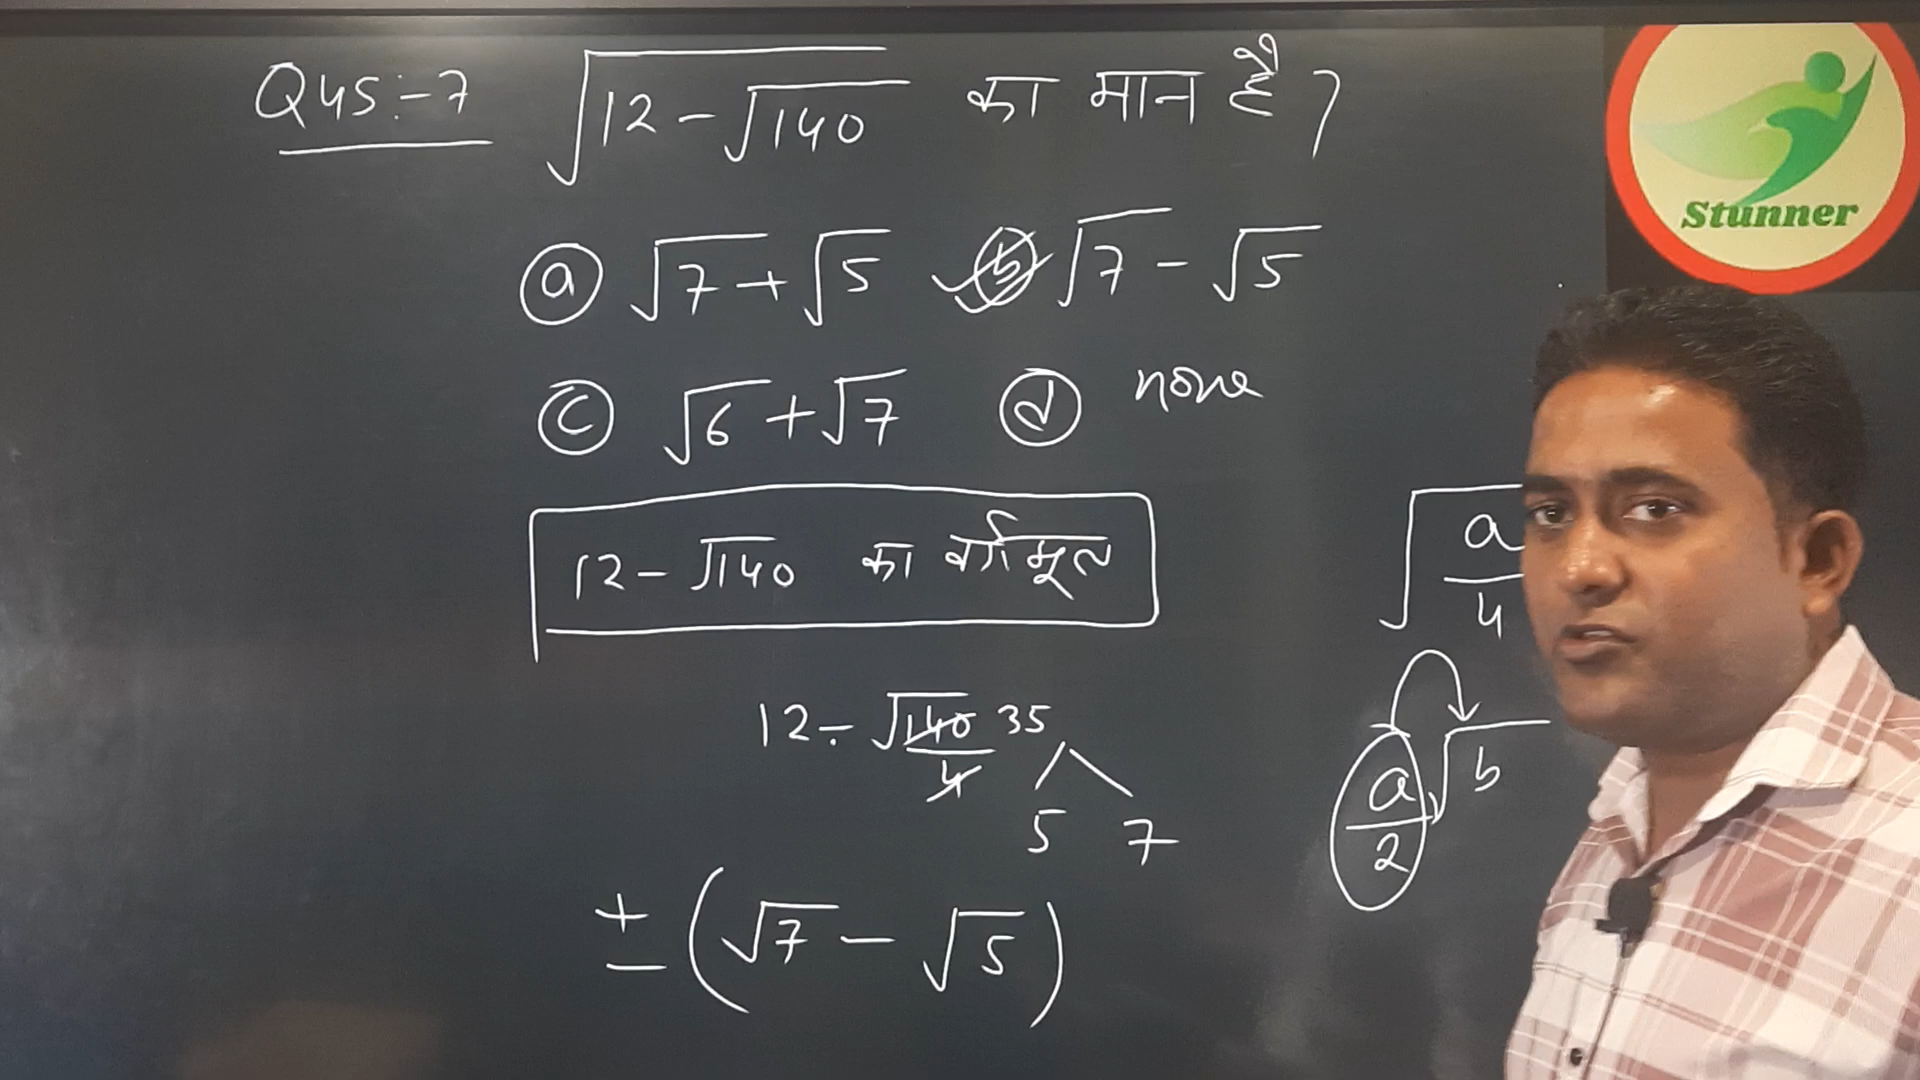 Q45:-7 √12-√140 का मान है?
Stunner
ⓐ √7+√5 ⓑ √7-√5
ⓒ √6+√7 ⓓ none
12-√140 का वर्गमूल
a
4
12-√140 35
4
5 7
a√b
2
±(√7-√5)